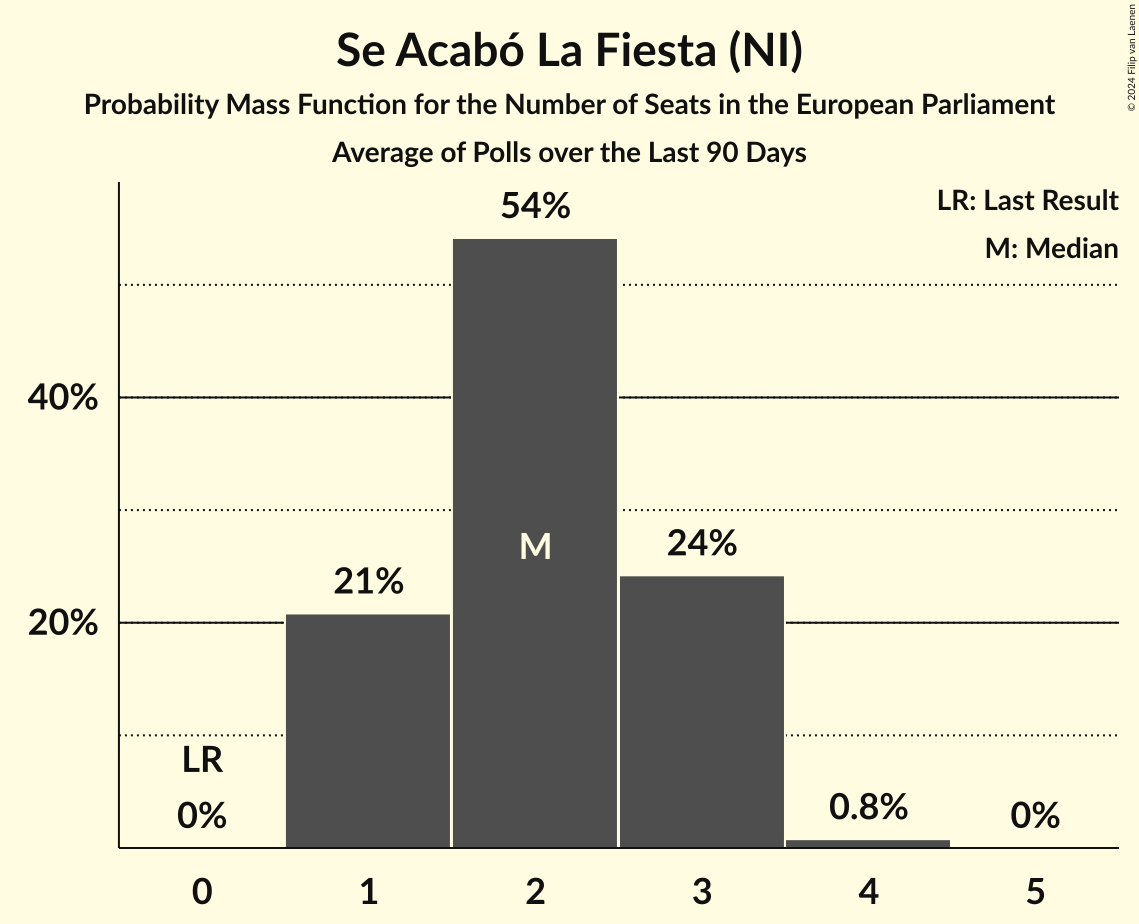 Se Acabó La Fiesta (NI)
Probability Mass Function for the Number of Seats in the European Parliament
Average of Polls over the Last 90 Days
© 2024 Filip van Laenen
LR: Last Result
M: Median
54%
40%
M
24%
21%
20%
LR
0%
0.8%
0%
0 1 2 3 4 5